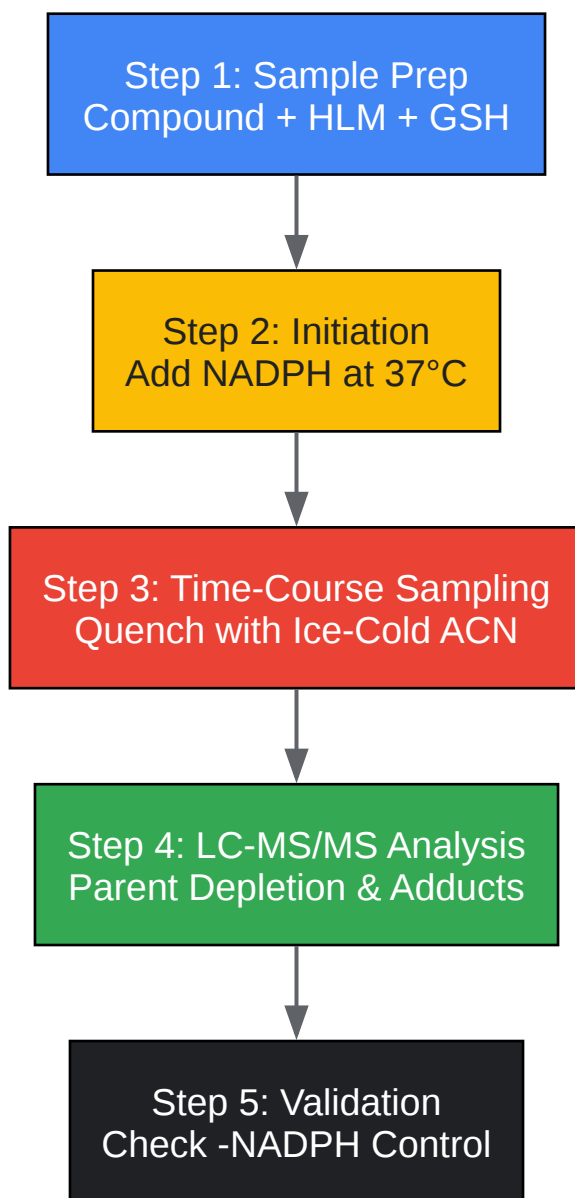 Step 1: Sample Prep
Compound + HLM + GSH
Step 2: Initiation
Add NADPH at 37°C
Step 3: Time-Course Sampling
Quench with Ice-Cold ACN
Step 4: LC-MS/MS Analysis
Parent Depletion & Adducts
Step 5: Validation
Check -NADPH Control